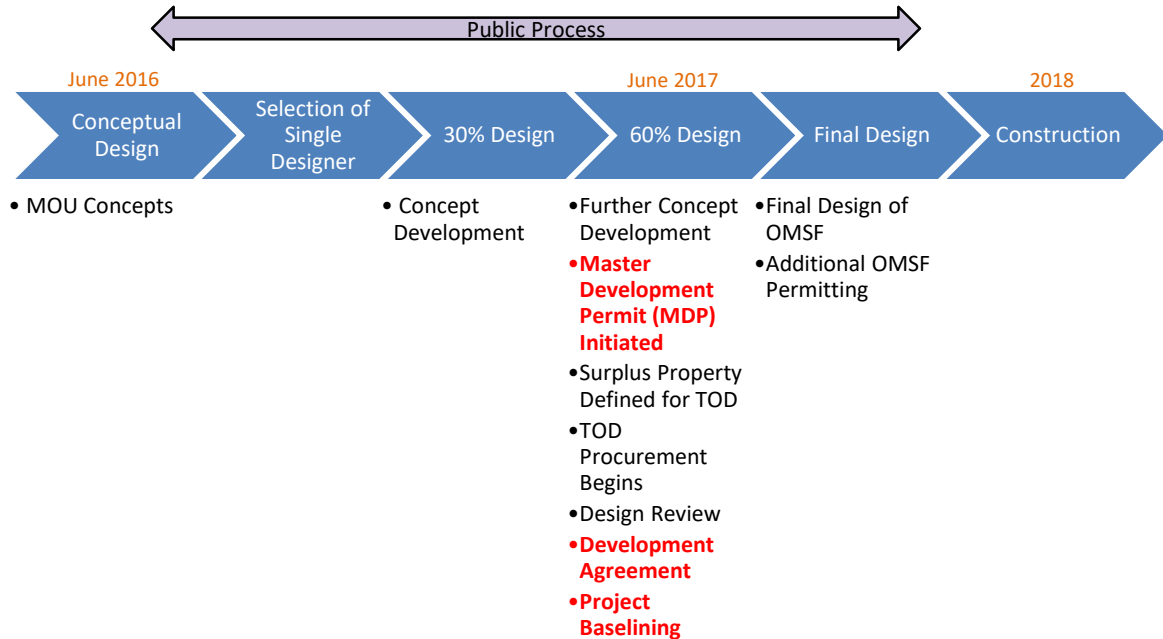 Public Process
June 2016
June 2017
2018
Conceptual
Design
Selection of
Single
Designer
30% Design
60% Design
Final Design
Construction
• MOU Concepts
• Concept
Development
•Further Concept
Development
•Master
Development
Permit (MDP)
Initiated
•Surplus Property
Defined for TOD
•TOD
Procurement
Begins
•Design Review
•Development
Agreement
•Project
Baselining
•Final Design of
OMSF
•Additional OMSF
Permitting